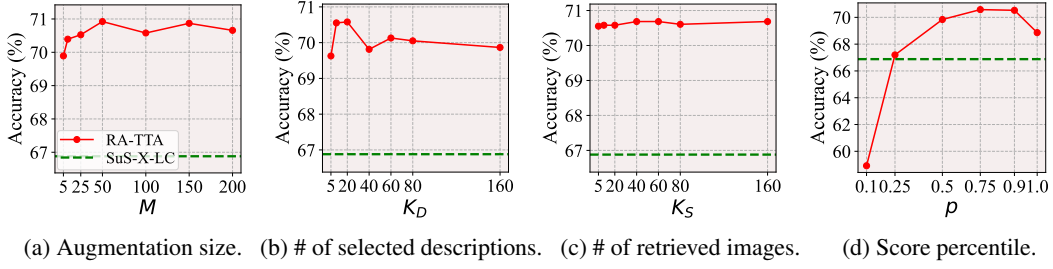 Accuracy (%)
71
70
69
68
67
RA-TTA
SuS-X-LC
5 25 50 100 150 200
M
Accuracy (%)
71
70
69
68
67
5 20 40 60 80 160
K_D
Accuracy (%)
71
70
69
68
67
5 20 40 60 80 160
K_S
Accuracy (%)
70
68
66
64
62
60
0.1 0.25 0.5 0.75 0.9 1.0
p
(a) Augmentation size. (b) # of selected descriptions. (c) # of retrieved images. (d) Score percentile.